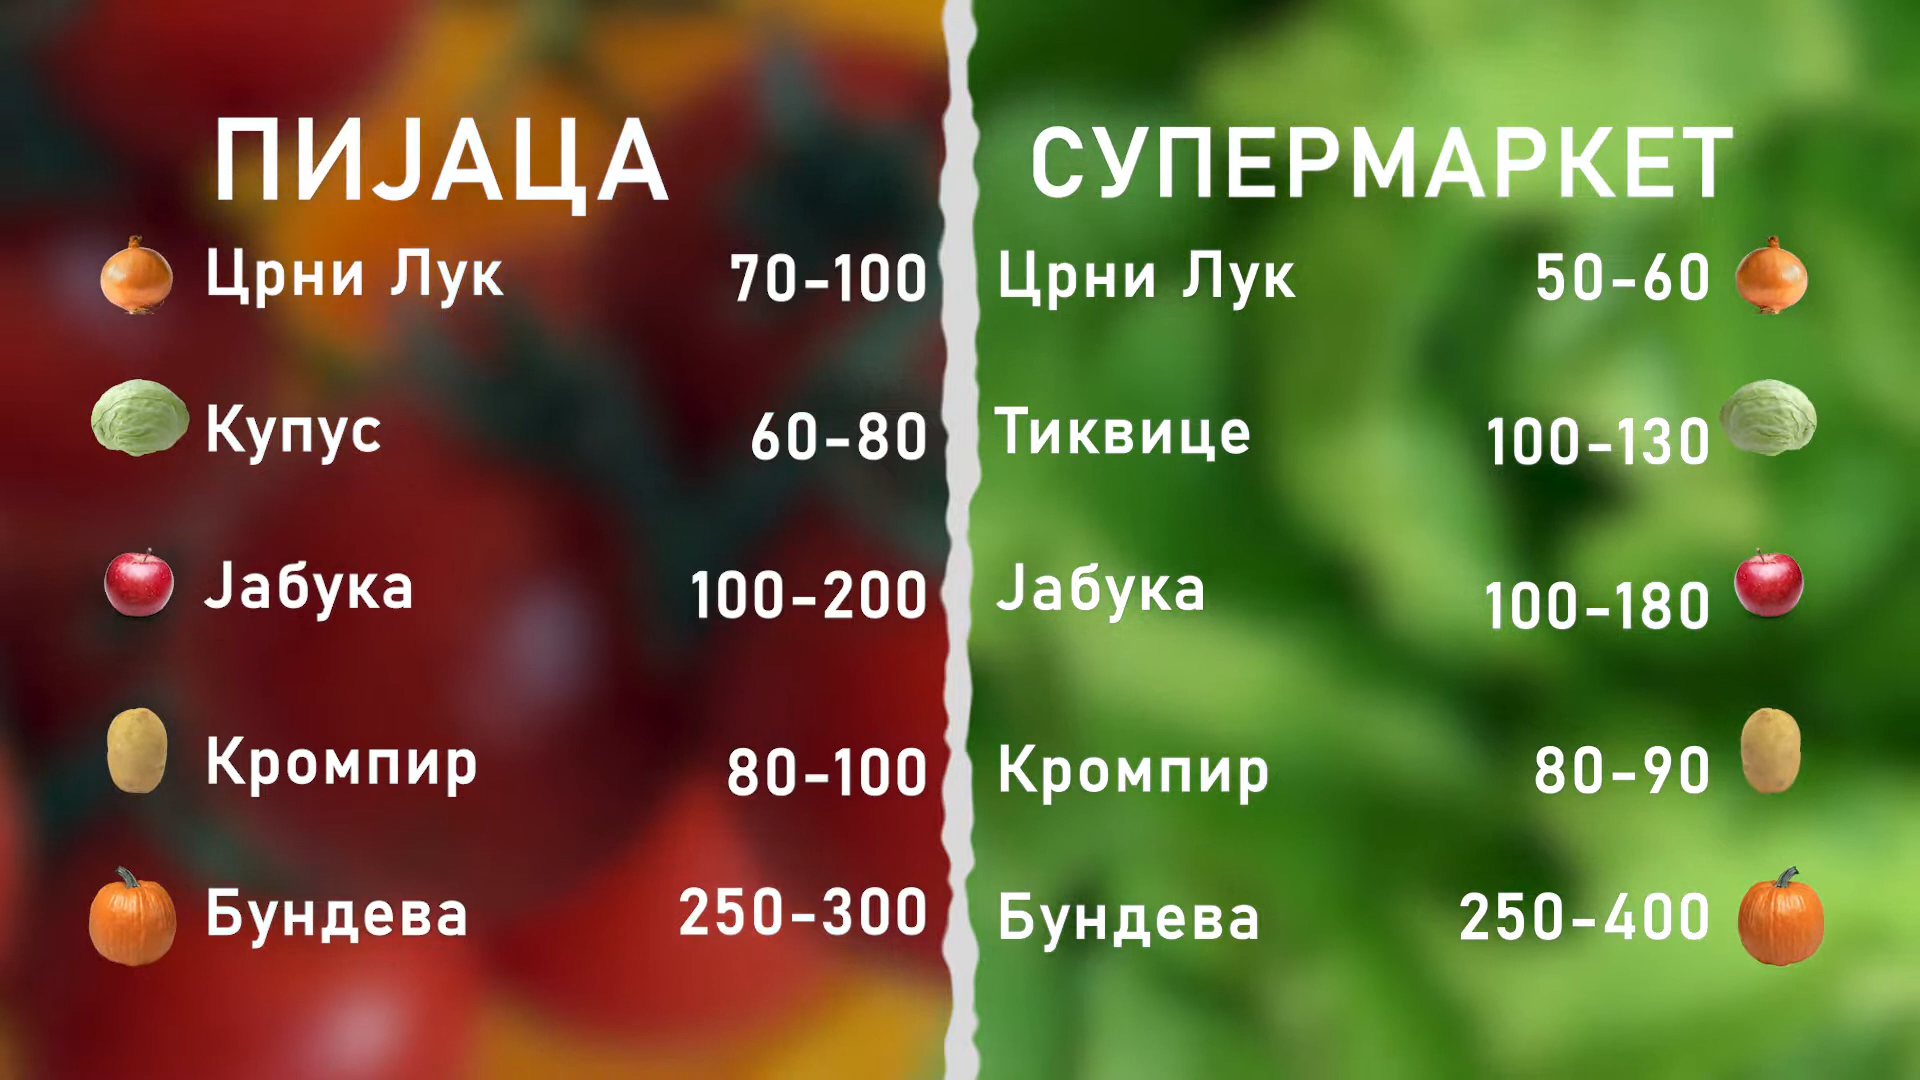 ПИЈАЦА
Црни Лук 70-100
Купус 60-80
Јабука 100-200
Кромпир 80-100
Бундева 250-300
СУПЕРМАРКЕТ
Црни Лук 50-60
Тиквице 100-130
Јабука 100-180
Кромпир 80-90
Бундева 250-400